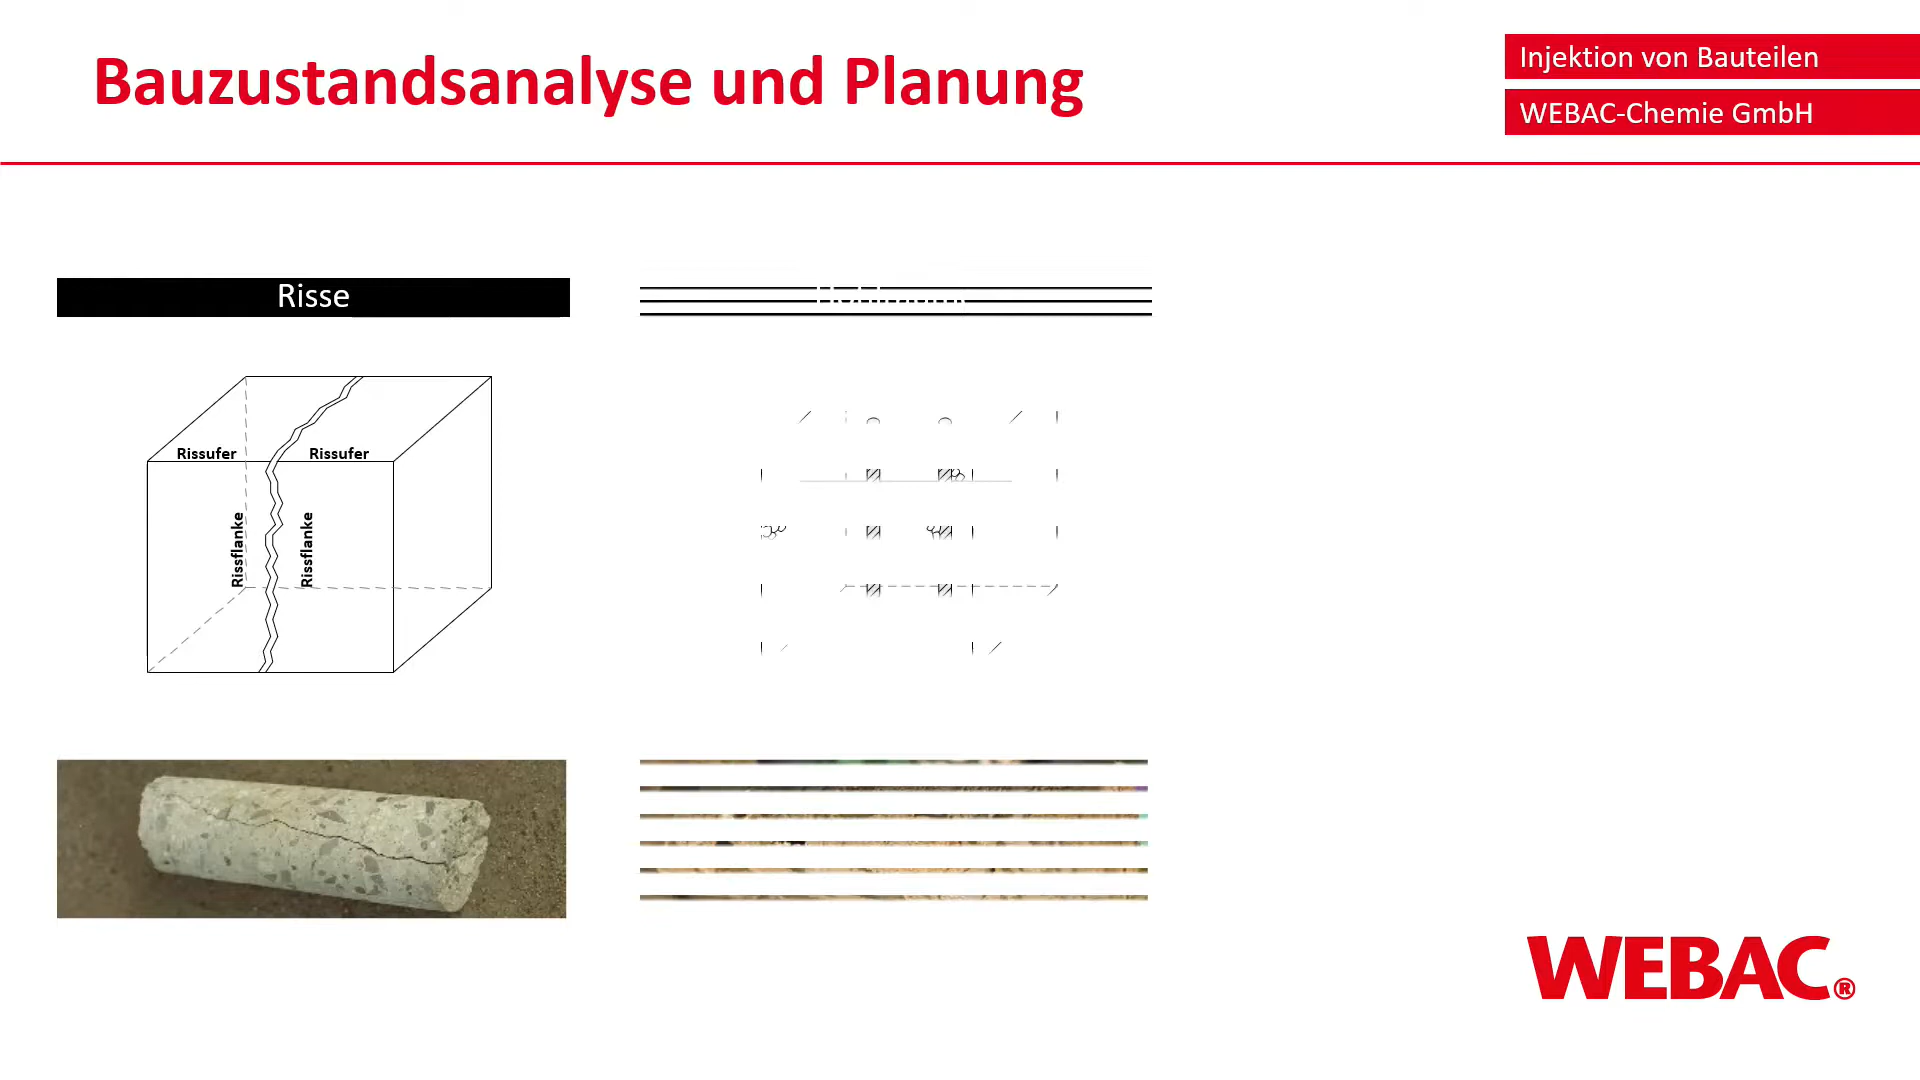 Bauzustandsanalyse und Planung
Injektion von Bauteilen
WEBAC-Chemie GmbH
Risse
Rissufer Rissufer
Rissflanke Rissflanke
WEBAC®